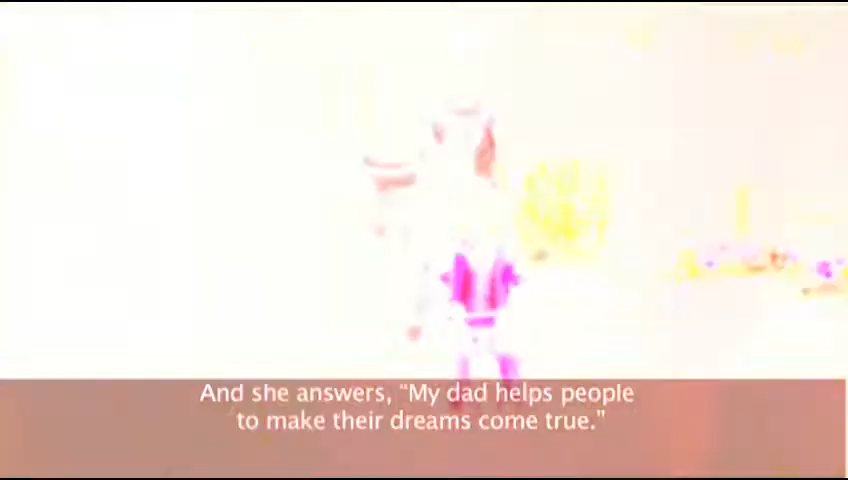 And she answers, “My dad helps people
to make their dreams come true.”